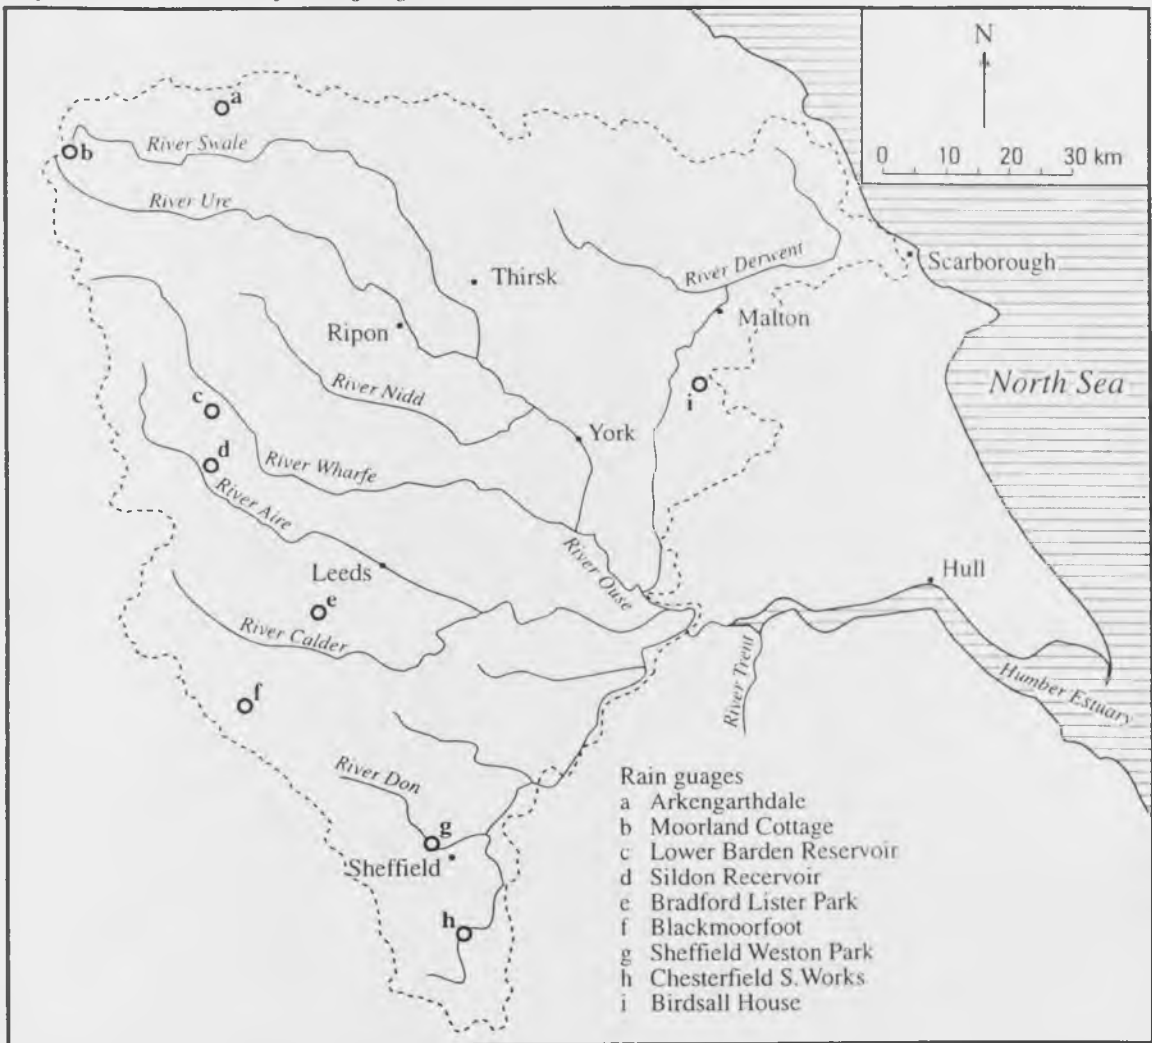 N
0 10 20 30 km
a
b
River Swale
River Ure
River Derwent
Scarborough
Thirsk
Malton
Ripon
North Sea
River Nidd
i
c
York
d
River Wharfe
River Aire
River Ouse
Hull
Leeds
e
River Calder
River Trent
Humber Estuary
f
River Don
g
Sheffield
h
Rain guages
a Arkengarthdale
b Moorland Cottage
c Lower Barden Reservoir
d Sildon Recervoir
e Bradford Lister Park
f Blackmoorfoot
g Sheffield Weston Park
h Chesterfield S.Works
i Birdsall House